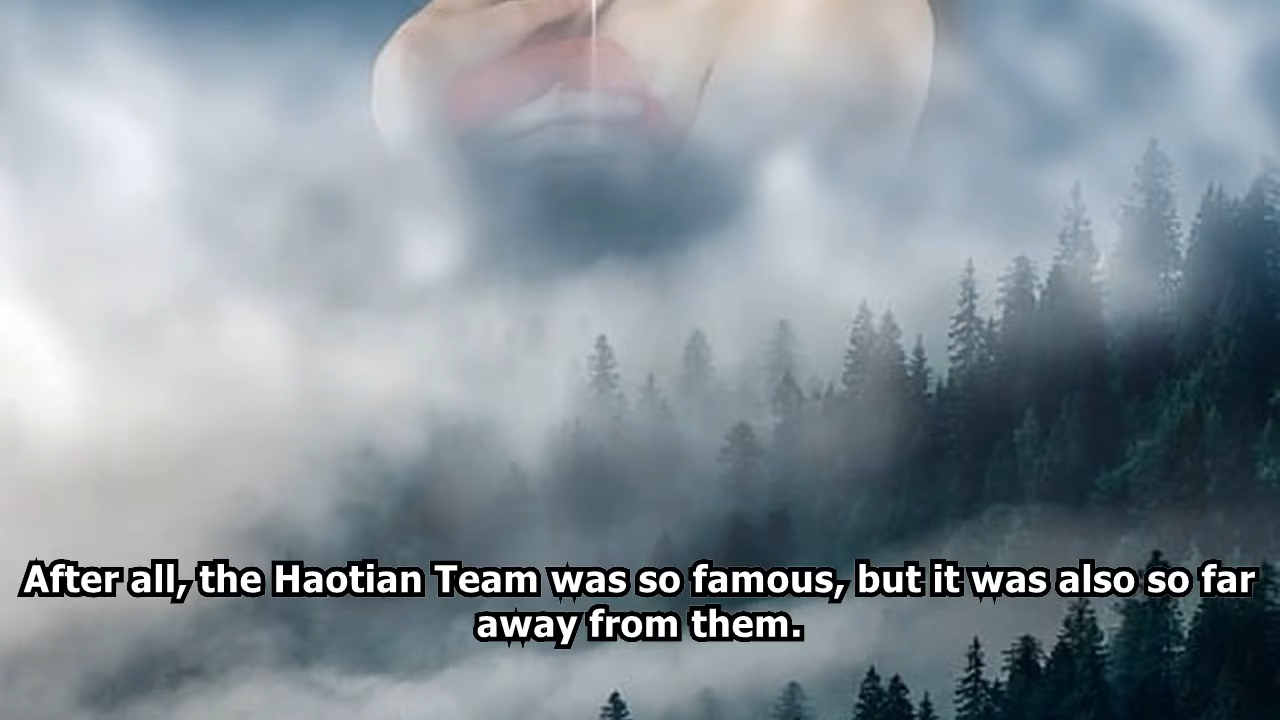 After all, the Haotian Team was so famous, but it was also so far
away from them.